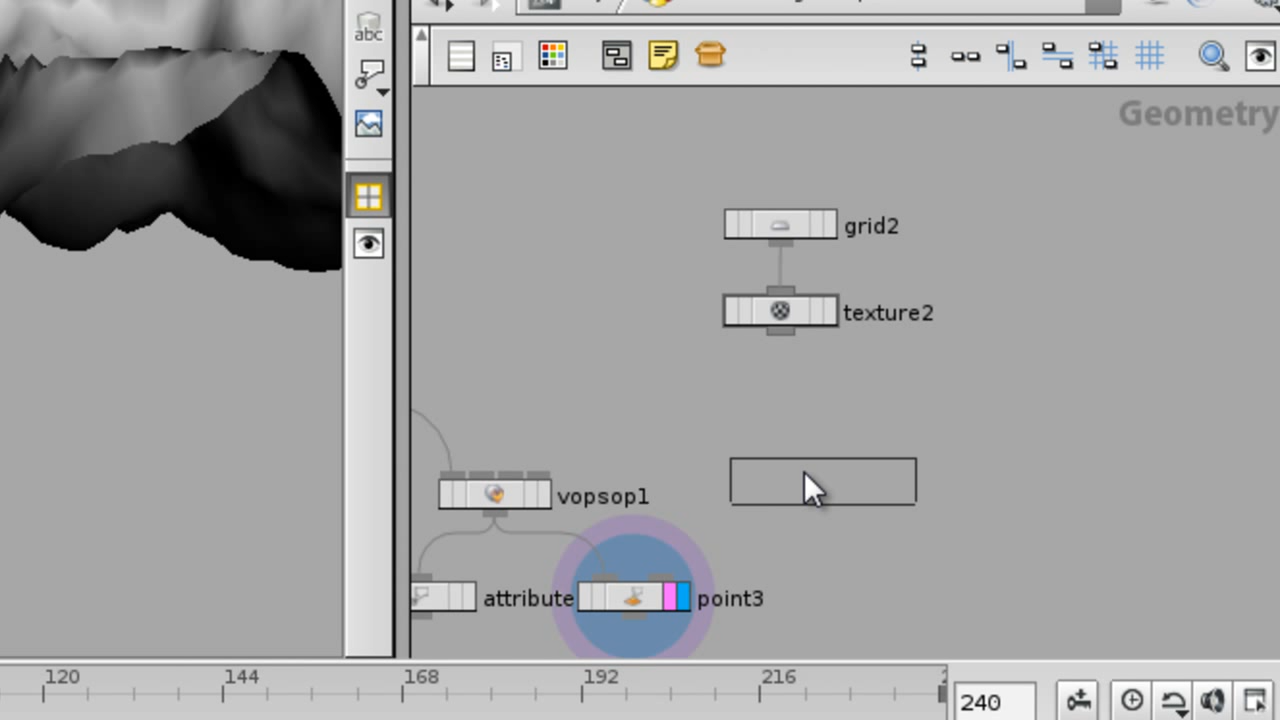 abc
Geometry
grid2
texture2
vopsop1
attribute
point3
120
144
168
192
216
240